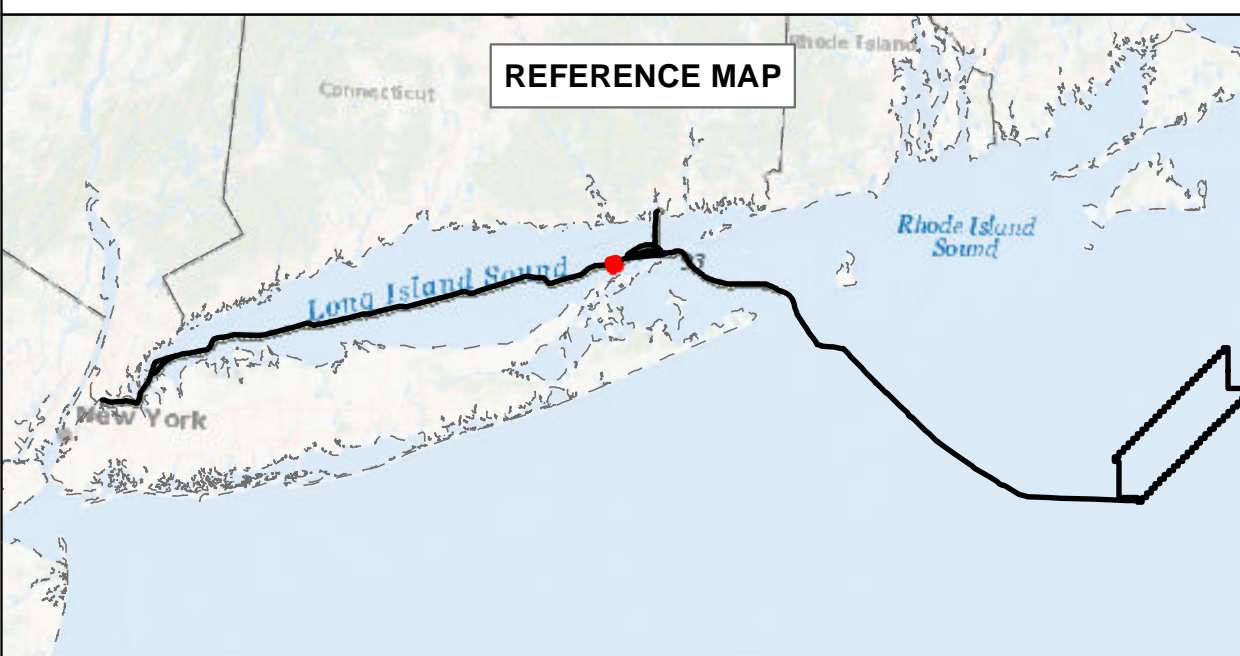 Rhode Island
REFERENCE MAP
Connecticut
Rhode Island
Sound
Long Island Sound
New York